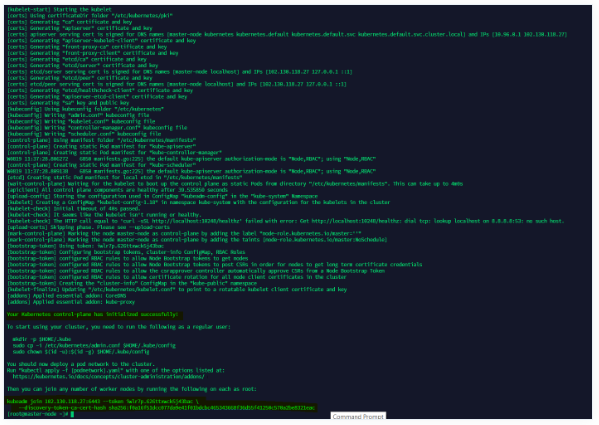 [kubelet-start] Starting the kubelet
[certs] Using certificateDir folder "/etc/kubernetes/pki"
[certs] Generating "ca" certificate and key
[certs] Generating "apiserver" certificate and key
[certs] apiserver serving cert is signed for DNS names [master-node kubernetes kubernetes.default kubernetes.default.svc kubernetes.default.svc.cluster.local] and IPs
[certs] Generating "apiserver-kubelet-client" certificate and key
[certs] Generating "front-proxy-ca" certificate and key
[certs] Generating "front-proxy-client" certificate and key
[certs] Generating "etcd/ca" certificate and key
[certs] Generating "etcd/server" certificate and key
[certs] etcd/server serving cert is signed for DNS names [master-node localhost] and IPs [102.130.118.27 127.0.0.1 ::1]
[certs] Generating "etcd/peer" certificate and key
[certs] etcd/peer serving cert is signed for DNS names [master-node localhost] and IPs [102.130.118.27 127.0.0.1 ::1]
[certs] Generating "etcd/healthcheck-client" certificate and key
[certs] Generating "apiserver-etcd-client" certificate and key
[certs] Generating "sa" key and public key
[kubeconfig] Using kubeconfig folder "/etc/kubernetes"
[kubeconfig] Writing "admin.conf" kubeconfig file
[kubeconfig] Writing "kubelet.conf" kubeconfig file
[kubeconfig] Writing "controller-manager.conf" kubeconfig file
[kubeconfig] Writing "scheduler.conf" kubeconfig file
[control-plane] Using manifest folder "/etc/kubernetes/manifests"
[control-plane] Creating static Pod manifest for "kube-apiserver"
[control-plane] Creating static Pod manifest for "kube-controller-manager"
manifests.go:225] the default kube-apiserver authorization-mode is "Node,RBAC"; using "Node,RBAC"
[control-plane] Creating static Pod manifest for "kube-scheduler"
manifests.go:225] the default kube-apiserver authorization-mode is "Node,RBAC"; using "Node,RBAC"
[etcd] Creating static Pod manifest for local etcd in "/etc/kubernetes/manifests"
[wait-control-plane] Waiting for the kubelet to boot up the control plane as static Pods from directory "/etc/kubernetes/manifests". This can take up to 4m0s
[apiclient] All control plane components are healthy after seconds
[upload-config] Storing the configuration used in ConfigMap "kubeadm-config" in the "kube-system" Namespace
[kubelet] Creating a ConfigMap "kubelet-config-1.18" in namespace kube-system with the configuration for the kubelets in the cluster
[kubelet-check] Initial timeout of 40s passed.
[kubelet-check] It seems like the kubelet isn't running or healthy.
[kubelet-check] The HTTP call equal to 'curl -sSL http://localhost:10248/healthz' failed with error: Get http://localhost:10248/healthz: dial tcp: lookup localhost on 8.8.8.8:53: no such host.
[upload-certs] Skipping phase. Please see --upload-certs
[mark-control-plane] Marking the node master-node as control-plane by adding the label "node-role.kubernetes.io/master=''"
[mark-control-plane] Marking the node master-node as control-plane by adding the taints [node-role.kubernetes.io/master:NoSchedule]
[bootstrap-token] Using token:
[bootstrap-token] Configuring bootstrap tokens, cluster-info ConfigMap, RBAC Roles
[bootstrap-token] configured RBAC rules to allow Node Bootstrap tokens to get nodes
[bootstrap-token] configured RBAC rules to allow Node Bootstrap tokens to post CSRs in order for nodes to get long term certificate credentials
[bootstrap-token] configured RBAC rules to allow the csrapprover controller automatically approve CSRs from a Node Bootstrap Token
[bootstrap-token] configured RBAC rules to allow certificate rotation for all node client certificates in the cluster
[bootstrap-token] Creating the "cluster-info" ConfigMap in the "kube-public" namespace
[kubelet-finalize] Updating "/etc/kubernetes/kubelet.conf" to point to a rotatable kubelet client certificate and key
[addons] Applied essential addon: CoreDNS
[addons] Applied essential addon: kube-proxy
Your Kubernetes control-plane has initialized successfully!
To start using your cluster, you need to run the following as a regular user:
mkdir -p $HOME/.kube
sudo cp -i /etc/kubernetes/admin.conf $HOME/.kube/config
sudo chown $(id -u):$(id -g) $HOME/.kube/config
You should now deploy a pod network to the cluster.
Run "kubectl apply -f [podnetwork].yaml" with one of the options listed at:
https://kubernetes.io/docs/concepts/cluster-administration/addons/
Then you can join any number of worker nodes by running the following on each as root:
kubeadm join 102.130.118.27:6443 --token \
--discovery-token-ca-cert-hash
[root@master-node ~]#
Command Prompt